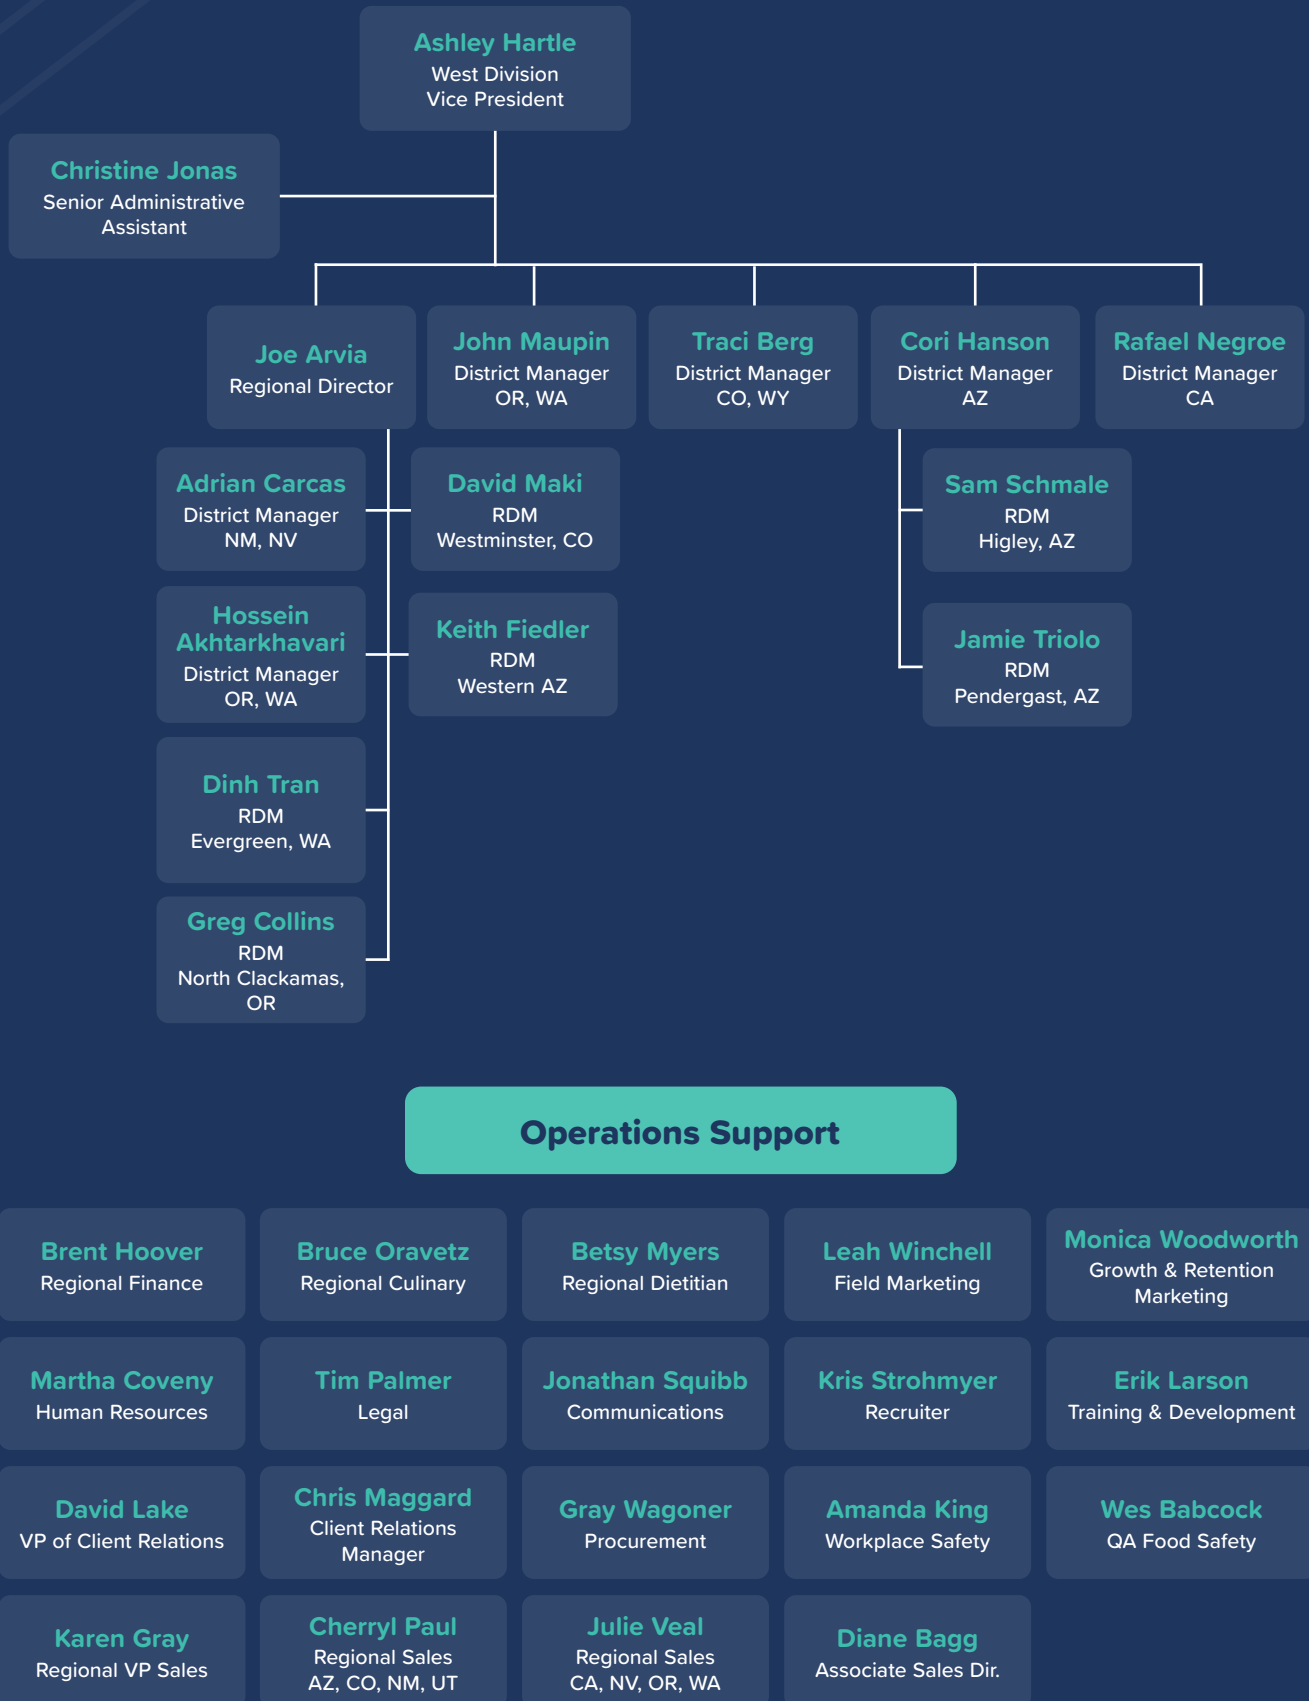 Ashley Hartle
West Division
Vice President
Christine Jonas
Senior Administrative
Assistant
Joe Arvia
Regional Director
John Maupin
District Manager
OR, WA
Traci Berg
District Manager
CO, WY
Cori Hanson
District Manager
AZ
Rafael Negroe
District Manager
CA
Adrian Carcas
District Manager
NM, NV
David Maki
RDM
Westminster, CO
Sam Schmale
RDM
Higley, AZ
Hossein
Akhtarkhavari
District Manager
OR, WA
Keith Fiedler
RDM
Western AZ
Jamie Triolo
RDM
Pendergast, AZ
Dinh Tran
RDM
Evergreen, WA
Greg Collins
RDM
North Clackamas,
OR
Operations Support
Brent Hoover
Regional Finance
Bruce Oravetz
Regional Culinary
Betsy Myers
Regional Dietitian
Leah Winchell
Field Marketing
Monica Woodworth
Growth & Retention
Marketing
Martha Coveny
Human Resources
Tim Palmer
Legal
Jonathan Squibb
Communications
Kris Strohmyer
Recruiter
Erik Larson
Training & Development
David Lake
VP of Client Relations
Chris Maggard
Client Relations
Manager
Gray Wagoner
Procurement
Amanda King
Workplace Safety
Wes Babcock
QA Food Safety
Karen Gray
Regional VP Sales
Cherryl Paul
Regional Sales
AZ, CO, NM, UT
Julie Veal
Regional Sales
CA, NV, OR, WA
Diane Bagg
Associate Sales Dir.